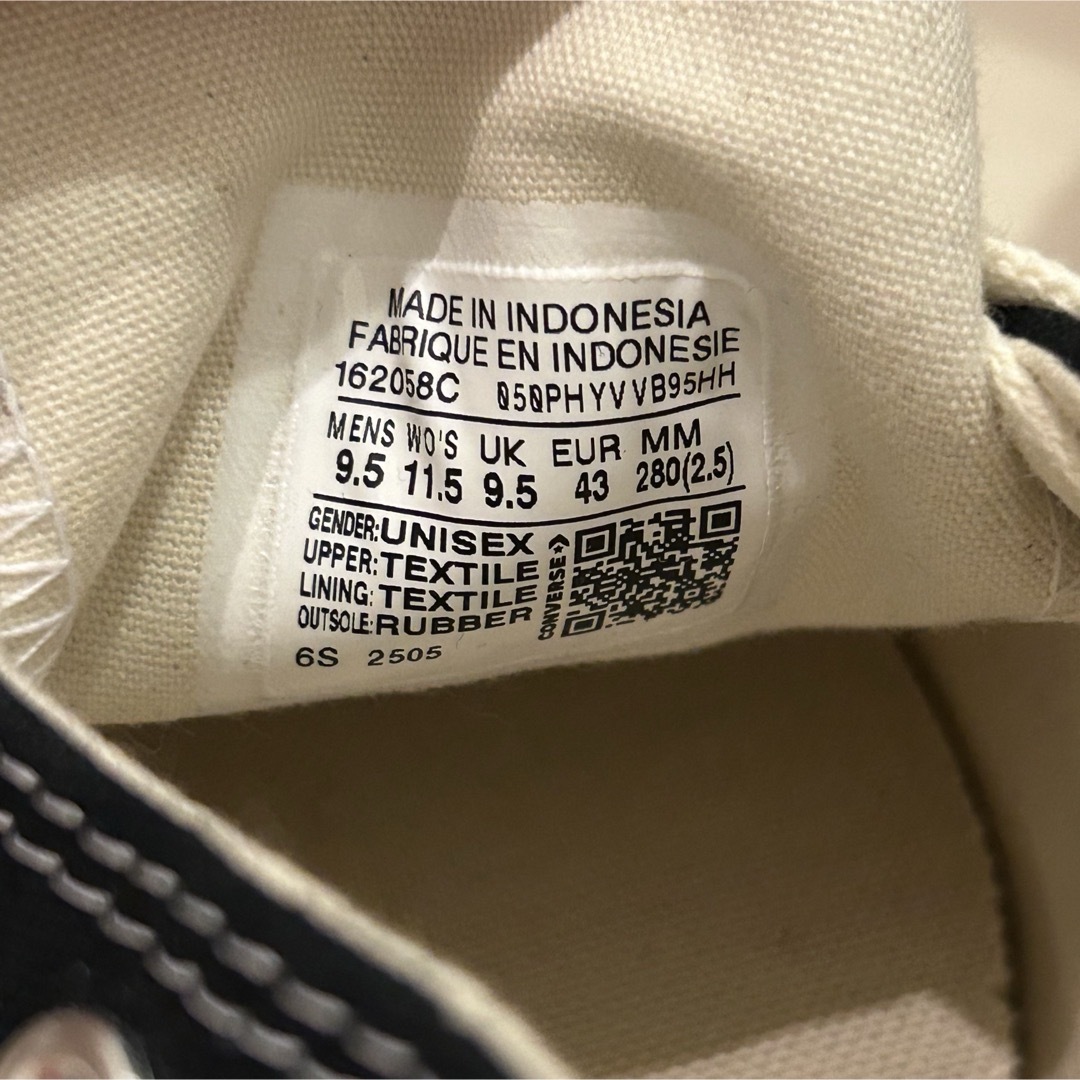 MADE IN INDONESIA
FABRIQUE EN INDONESIE
162058C 050PHYVVB95HH
MENS WO'S UK EUR MM
9.5 11.5 9.5 43 280(2.5)
GENDER:UNISEX
UPPER:TEXTILE
LINING:TEXTILE
OUTSOLE:RUBBER
CONVERSE
6S 2505